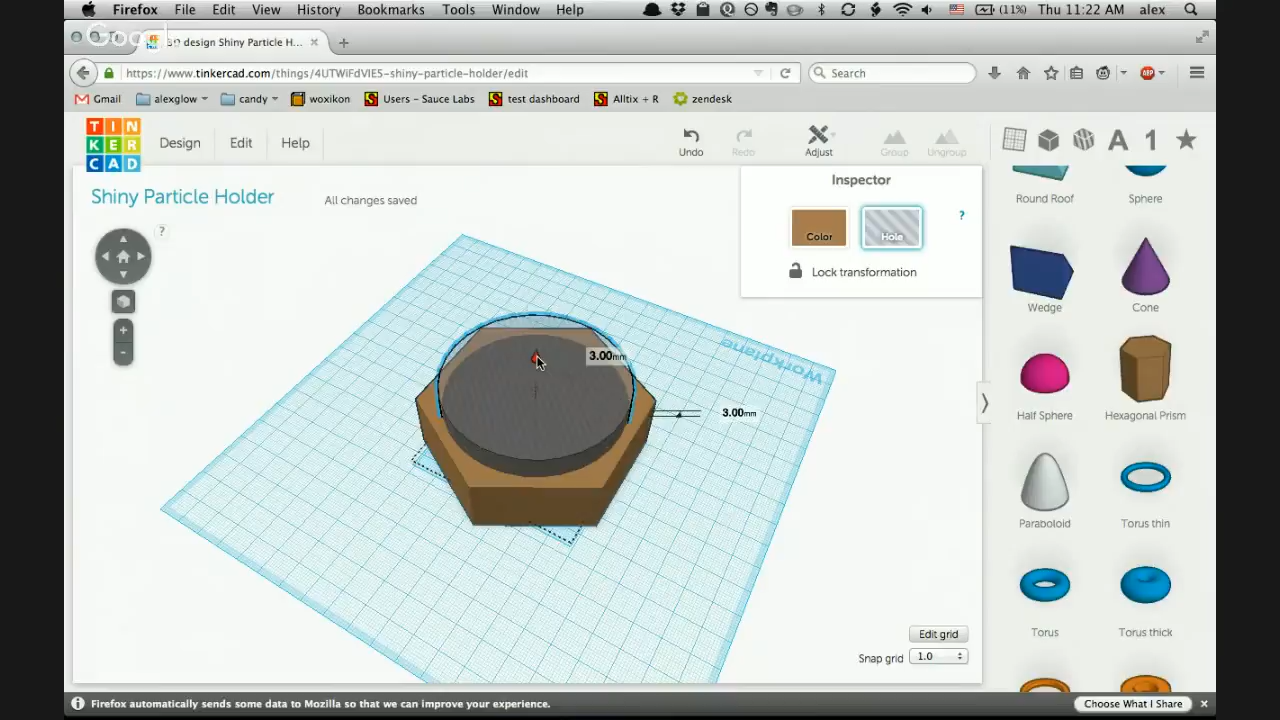 Firefox File Edit View History Bookmarks Tools Window Help (11%) Thu 11:22 AM alex
3D design Shiny Particle H...
https://www.tinkercad.com/things/4UTWiFdVIE5-shiny-particle-holder/edit Search
Gmail alexglow candy woxikon Users - Sauce Labs test dashboard Alltix + R zendesk
TIN
KER
CAD
Design Edit Help Undo Redo Adjust Group Ungroup
Shiny Particle Holder All changes saved
Inspector
Color Hole
?
?
Lock transformation
Workplane
3.00mm
3.00mm
Round Roof Sphere
Wedge Cone
Half Sphere Hexagonal Prism
Paraboloid Torus thin
Torus Torus thick
Edit grid
Snap grid 1.0
Firefox automatically sends some data to Mozilla so that we can improve your experience. Choose What I Share